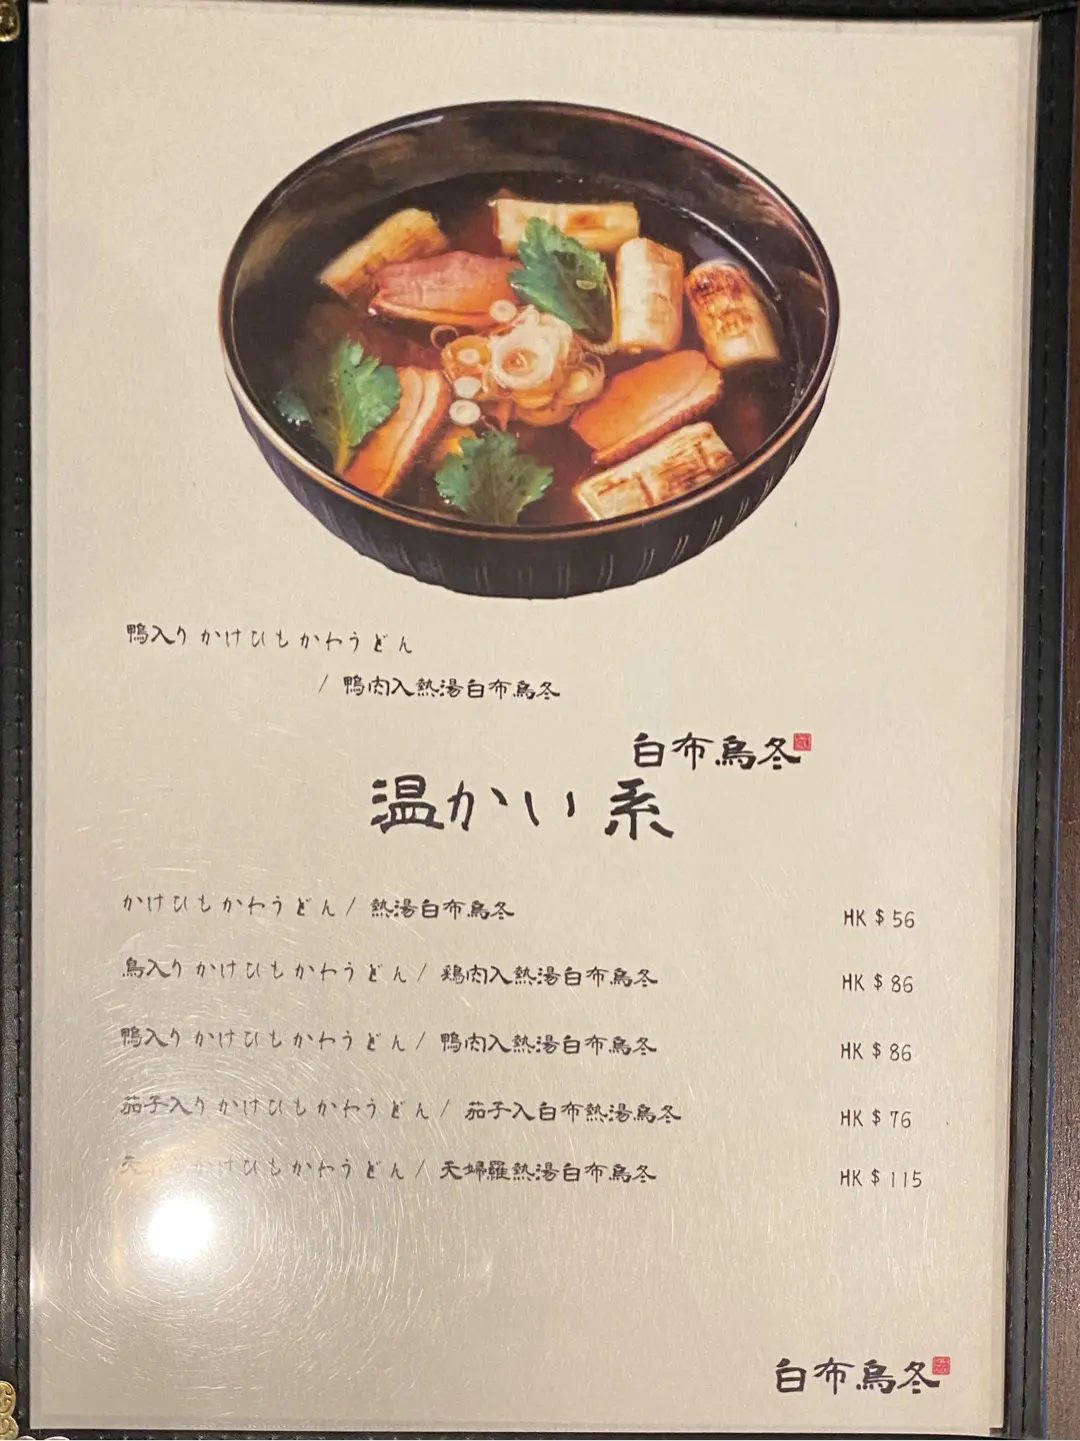 鴨入り かけひもかわうどん
/ 鴨肉入熱湯白布烏冬
白布烏冬
温かい系
かけひもかわうどん / 熱湯白布烏冬 HK $ 56
鳥入り かけひもかわうどん / 鶏肉入熱湯白布烏冬 HK $ 86
鴨入り かけひもかわうどん / 鴨肉入熱湯白布烏冬 HK $ 86
茄子入り かけひもかわうどん / 茄子入白布熱湯烏冬 HK $ 76
かけひもかわうどん / 天婦羅熱湯白布烏冬 HK $ 115
白布烏冬